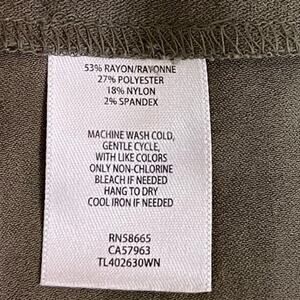 53% RAYON/RAYONNE
27% POLYESTER
18% NYLON
2% SPANDEX
MACHINE WASH COLD,
GENTLE CYCLE,
WITH LIKE COLORS
ONLY NON-CHLORINE
BLEACH IF NEEDED
HANG TO DRY
COOL IRON IF NEEDED
RN58665
CA57963
TL402630WN